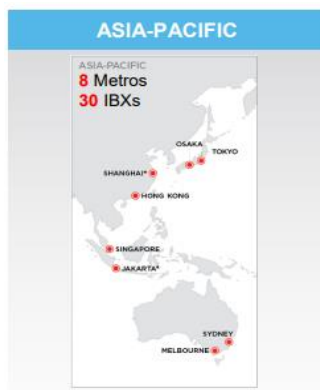 ASIA-PACIFIC
ASIA-PACIFIC
8 Metros
30 IBXs
OSAKA
TOKYO
SHANGHAI*
HONG KONG
SINGAPORE
JAKARTA*
SYDNEY
MELBOURNE